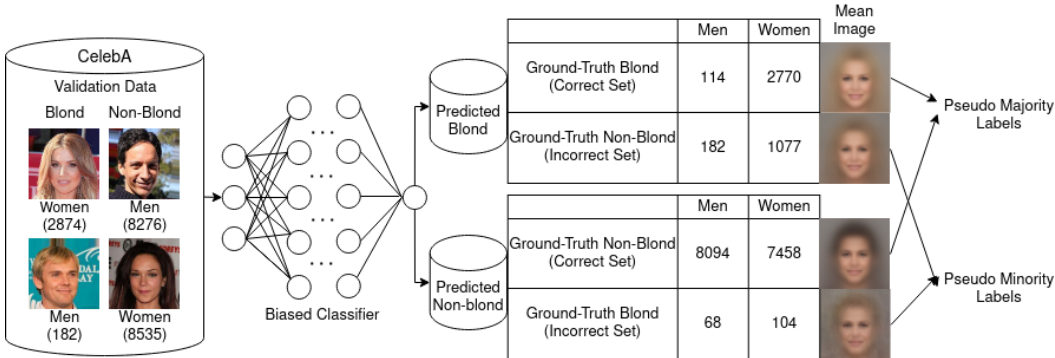 CelebA
Validation Data
Blond Non-Blond
Women Men
(2874) (8276)
Men Women
(182) (8535)
Biased Classifier
Predicted
Blond
Predicted
Non-blond
Men Women
Mean
Image
Ground-Truth Blond
(Correct Set)
114 2770
Ground-Truth Non-Blond
(Incorrect Set)
182 1077
Men Women
Ground-Truth Non-Blond
(Correct Set)
8094 7458
Ground-Truth Blond
(Incorrect Set)
68 104
Pseudo Majority
Labels
Pseudo Minority
Labels